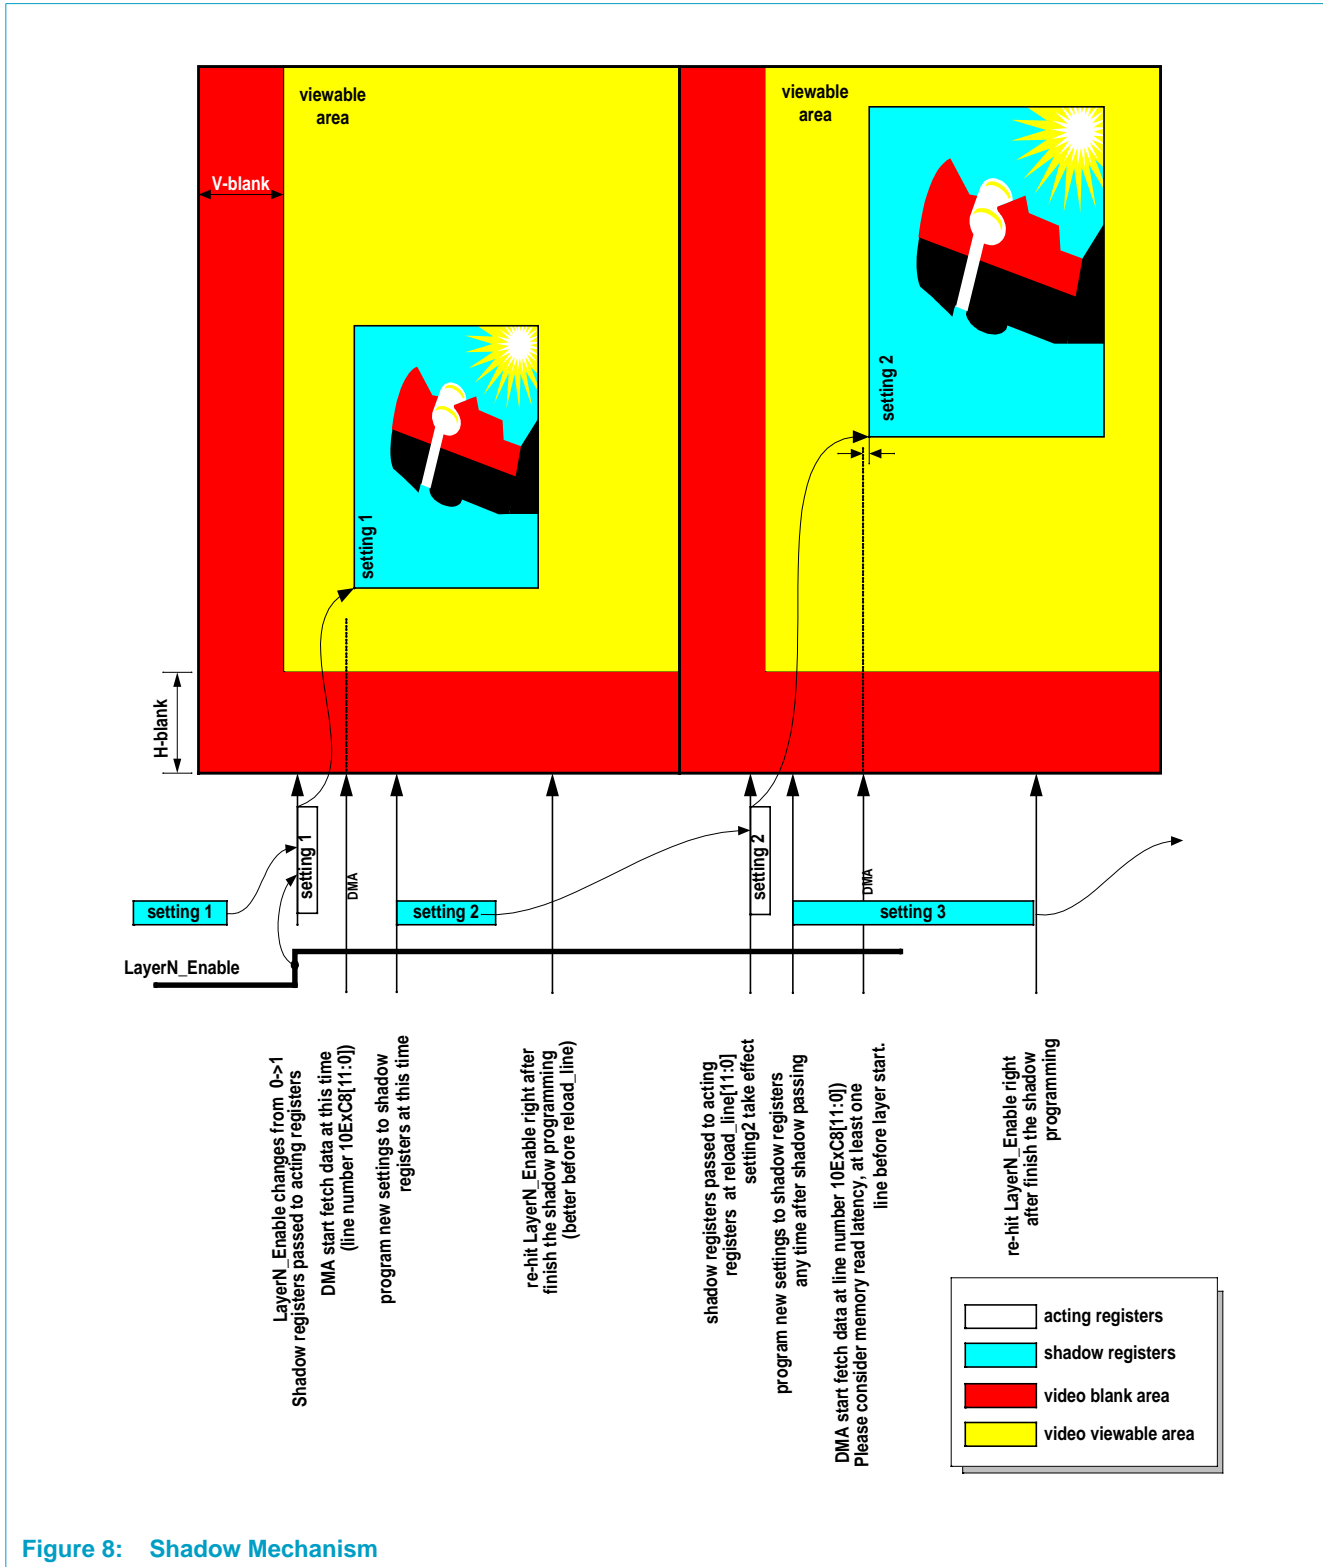 viewable
area
viewable
area
V-blank
setting 1
setting 2
H-blank
setting 1
DMA
setting 2
DMA
setting 1
setting 2
setting 3
LayerN_Enable
LayerN_Enable changes from 0->1
Shadow registers passed to acting registers
DMA start fetch data at this time
(line number 10ExC8[11:0])
program new settings to shadow
registers at this time
re-hit LayerN_Enable right after
finish the shadow programming
(better before reload_line)
shadow registers passed to acting
registers at reload_line[11:0]
setting2 take effect
program new settings to shadow registers
any time after shadow passing
DMA start fetch data at line number 10ExC8[11:0])
Please consider memory read latency, at least one
line before layer start.
re-hit LayerN_Enable right
after finish the shadow
programming
acting registers
shadow registers
video blank area
video viewable area
Figure 8: Shadow Mechanism